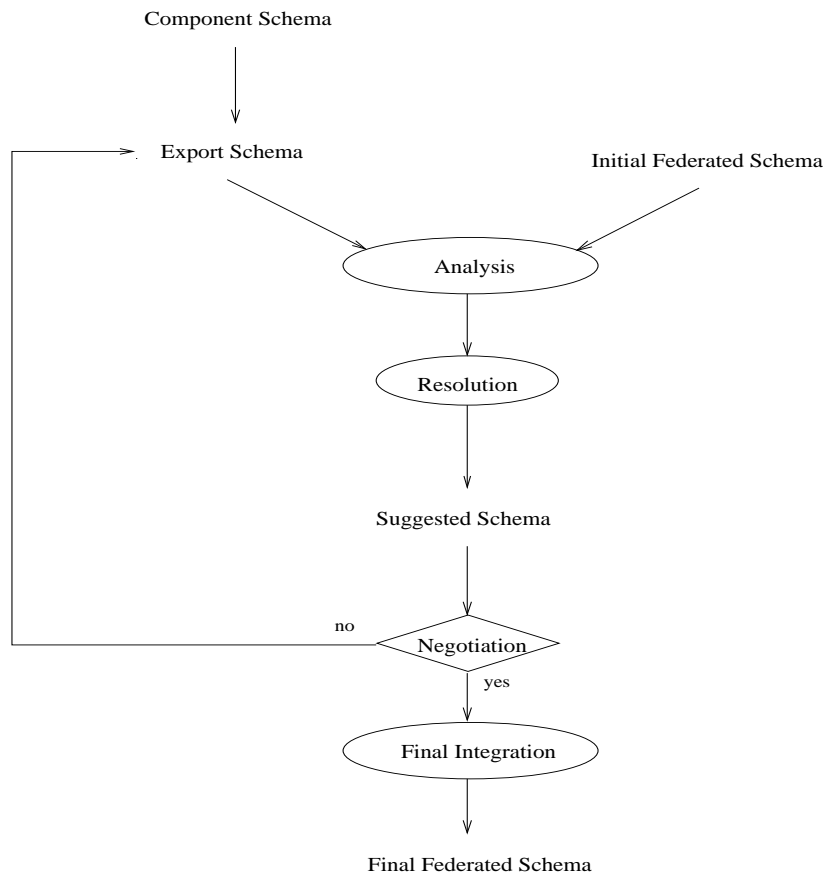 Component Schema
Export Schema
Initial Federated Schema
Analysis
Resolution
Suggested Schema
no
Negotiation
yes
Final Integration
Final Federated Schema